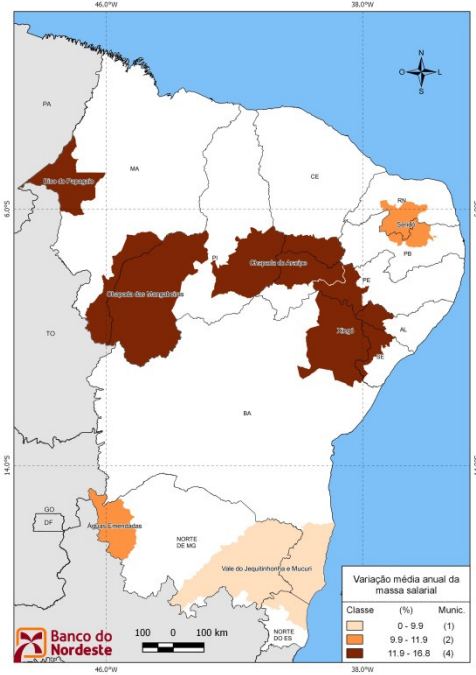 46.0°W
38.0°W
N
O
L
S
PA
MA
CE
Bico do Papagaio
RN
6.0°S
Seridó
PI
Chapada do Araripe
PB
Chapada das Mangabeiras
PE
Xingó
AL
TO
SE
BA
14.0°S
GO
DF
Águas Emendadas
NORTE
DE MG
Vale do Jequitinhonha e Mucuri
NORTE
DO ES
Variação média anual da
massa salarial
Classe (%) Munic.
0 - 9.9 (1)
9.9 - 11.9 (2)
11.9 - 16.8 (4)
Banco do
Nordeste
100 0 100 km
46.0°W
38.0°W